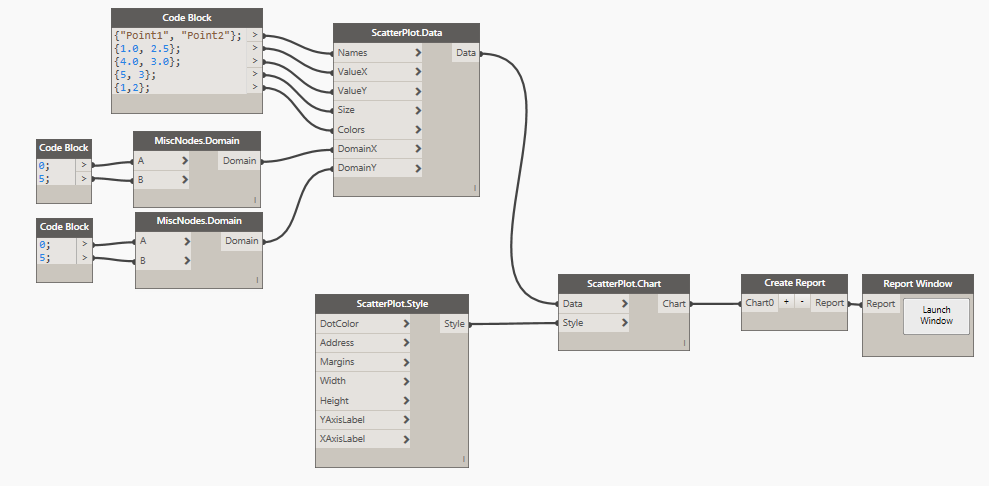 Code Block
{"Point1", "Point2"}; >
{1.0, 2.5}; >
{4.0, 3.0}; >
{5, 3}; >
{1,2}; >
ScatterPlot.Data
Names > Data
ValueX >
ValueY >
Size >
Colors >
DomainX >
DomainY >
l
Code Block
0; >
5; >
MiscNodes.Domain
A > Domain
B >
l
Code Block
0; >
5; >
MiscNodes.Domain
A > Domain
B >
l
ScatterPlot.Style
DotColor > Style
Address >
Margins >
Width >
Height >
YAxisLabel >
XAxisLabel >
l
ScatterPlot.Chart
Data > Chart
Style >
l
Create Report
Chart0 + - Report
Report Window
Report
Launch
Window